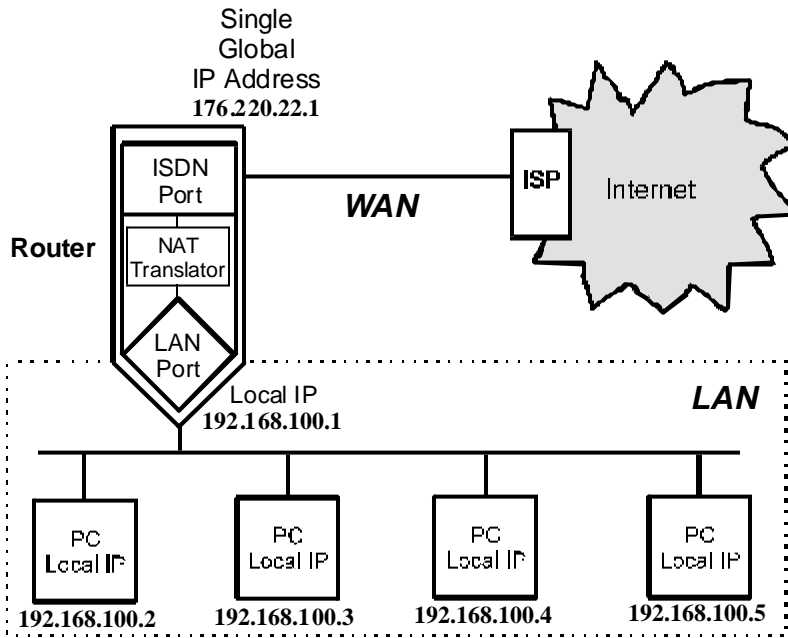 Single
Global
IP Address
176.220.22.1
ISDN
Port
ISP
Internet
WAN
Router
NAT
Translator
LAN
Port
Local IP
192.168.100.1
LAN
PC
Local IP
PC
Local IP
PC
Local IP
PC
Local IP
192.168.100.2
192.168.100.3
192.168.100.4
192.168.100.5